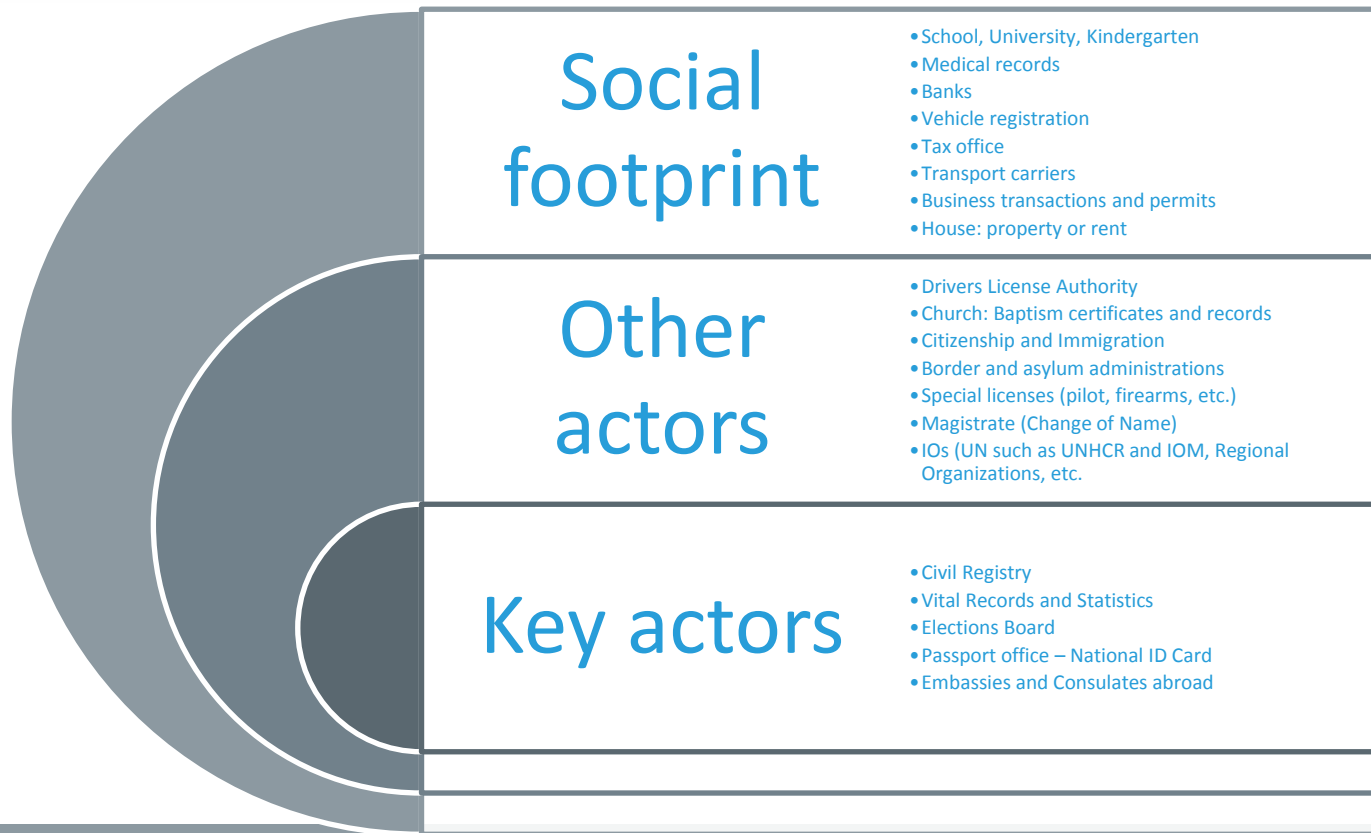 Social
footprint
•School, University, Kindergarten
•Medical records
•Banks
•Vehicle registration
•Tax office
•Transport carriers
•Business transactions and permits
•House: property or rent
Other
actors
•Drivers License Authority
•Church: Baptism certificates and records
•Citizenship and Immigration
•Border and asylum administrations
•Special licenses (pilot, firearms, etc.)
•Magistrate (Change of Name)
•IOs (UN such as UNHCR and IOM, Regional
Organizations, etc.
Key actors
•Civil Registry
•Vital Records and Statistics
•Elections Board
•Passport office – National ID Card
•Embassies and Consulates abroad